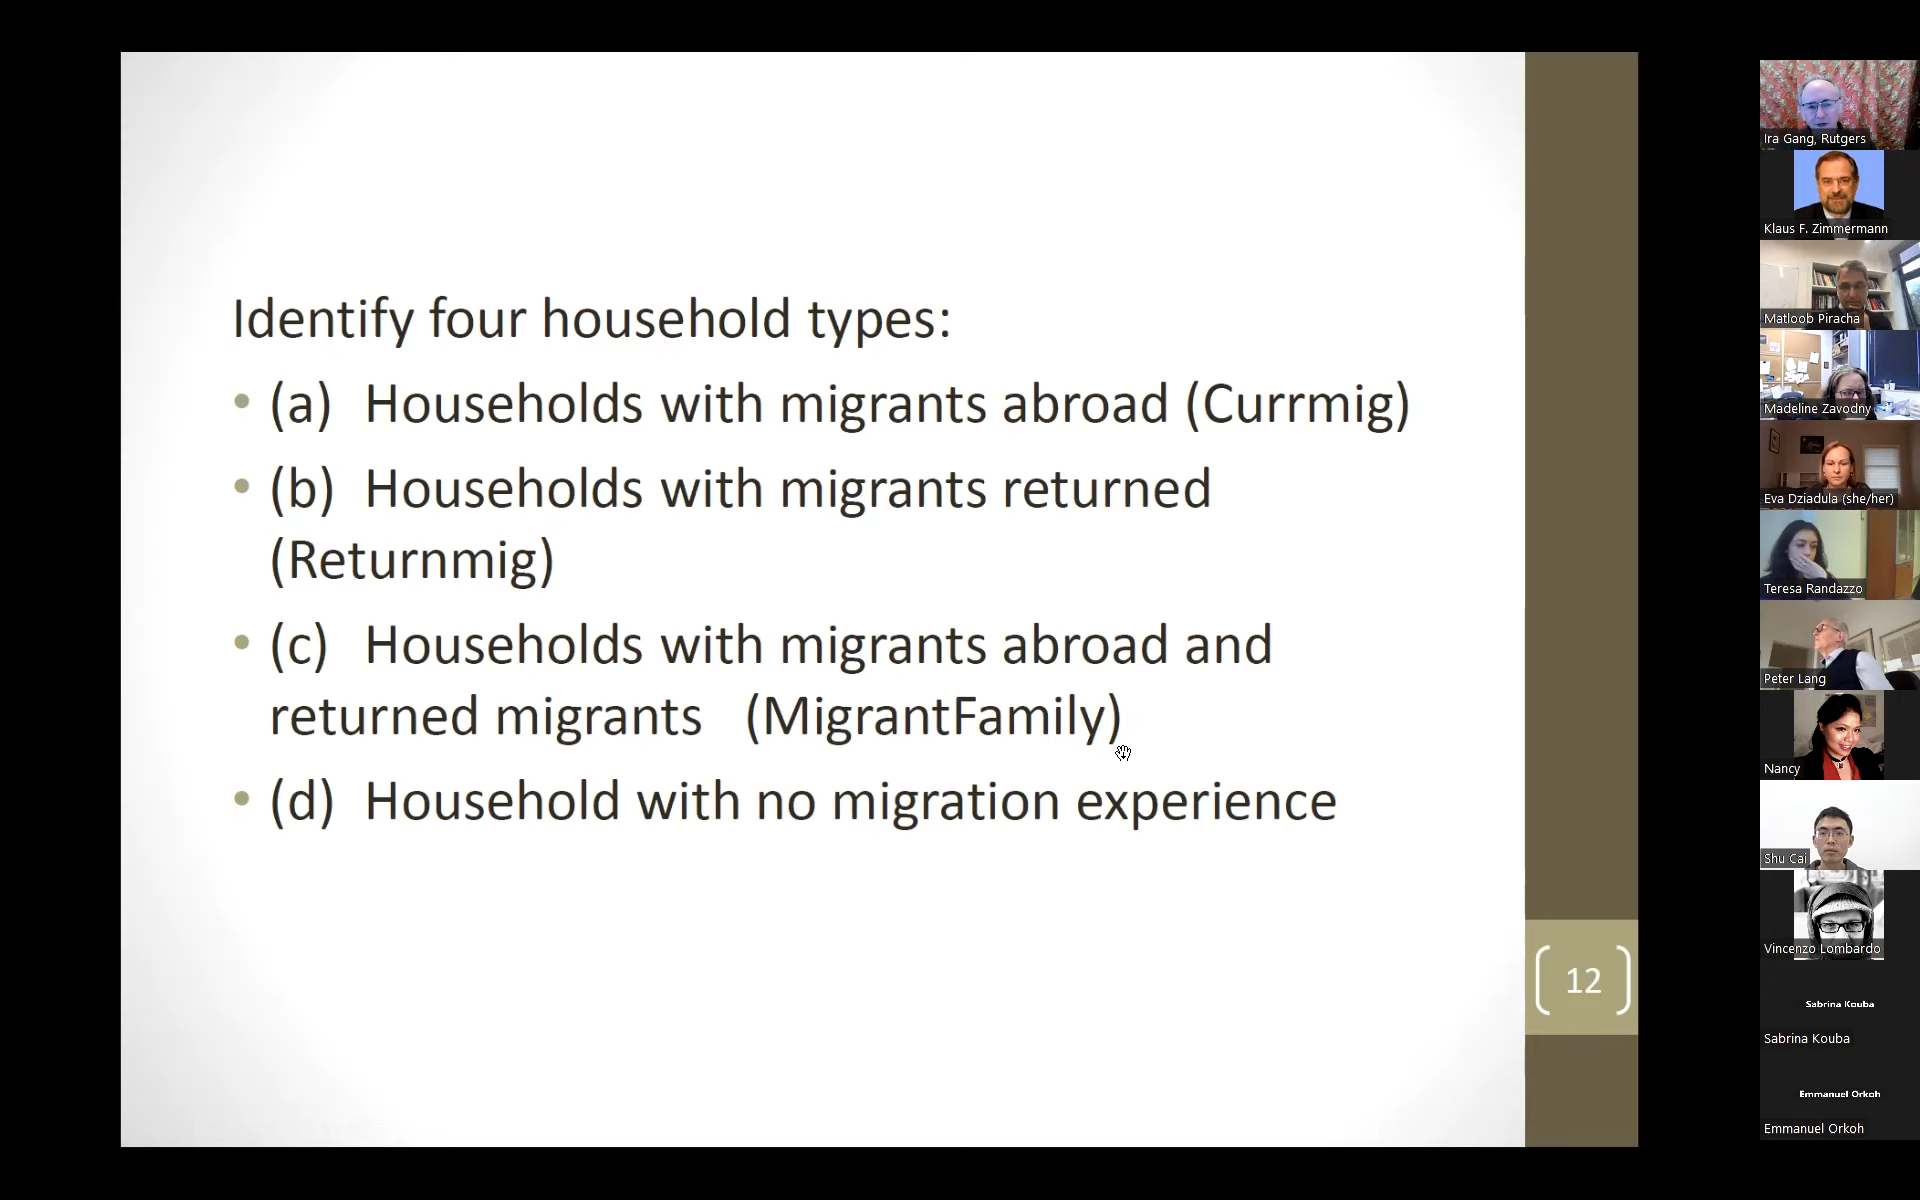 Identify four household types:
• (a) Households with migrants abroad (Currmig)
• (b) Households with migrants returned
(Returnmig)
• (c) Households with migrants abroad and
returned migrants (MigrantFamily)
• (d) Household with no migration experience
12
Ira Gang, Rutgers
Klaus F. Zimmermann
Matloob Piracha
Madeline Zavodny
Eva Dziadula (she/her)
Teresa Randazzo
Peter Lang
Nancy
Shu Cai
Vincenzo Lombardo
Sabrina Kouba
Sabrina Kouba
Emmanuel Orkoh
Emmanuel Orkoh